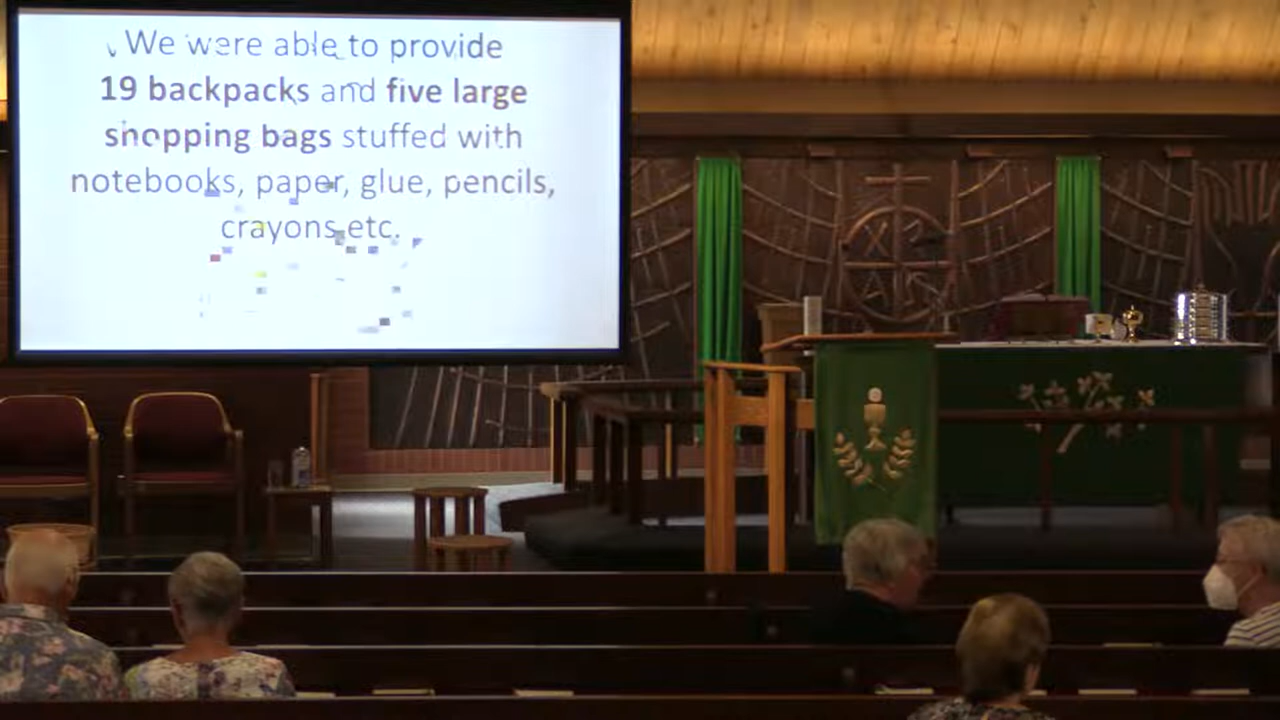 We were able to provide
19 backpacks and five large
shopping bags stuffed with
notebooks, paper, glue, pencils,
crayons etc.